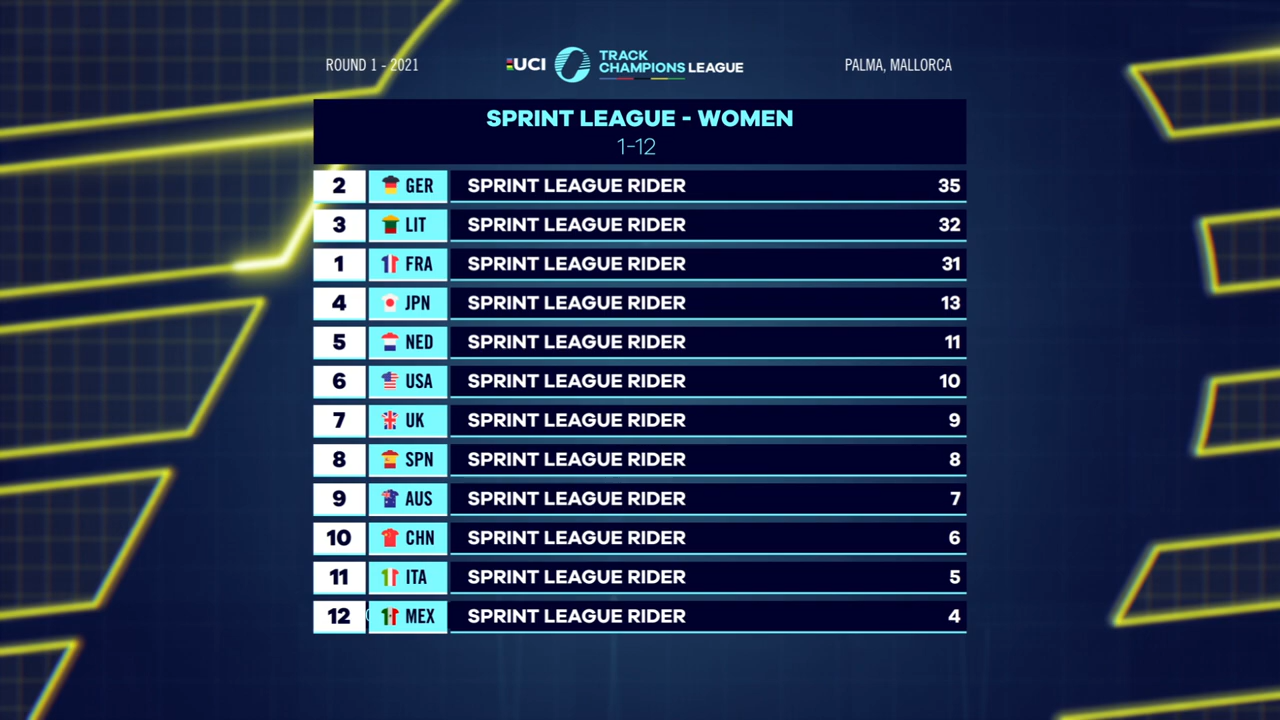 ROUND 1 - 2021
UCI TRACK CHAMPIONS LEAGUE
PALMA, MALLORCA
SPRINT LEAGUE - WOMEN
1-12
2 GER SPRINT LEAGUE RIDER 35
3 LIT SPRINT LEAGUE RIDER 32
1 FRA SPRINT LEAGUE RIDER 31
4 JPN SPRINT LEAGUE RIDER 13
5 NED SPRINT LEAGUE RIDER 11
6 USA SPRINT LEAGUE RIDER 10
7 UK SPRINT LEAGUE RIDER 9
8 SPN SPRINT LEAGUE RIDER 8
9 AUS SPRINT LEAGUE RIDER 7
10 CHN SPRINT LEAGUE RIDER 6
11 ITA SPRINT LEAGUE RIDER 5
12 MEX SPRINT LEAGUE RIDER 4